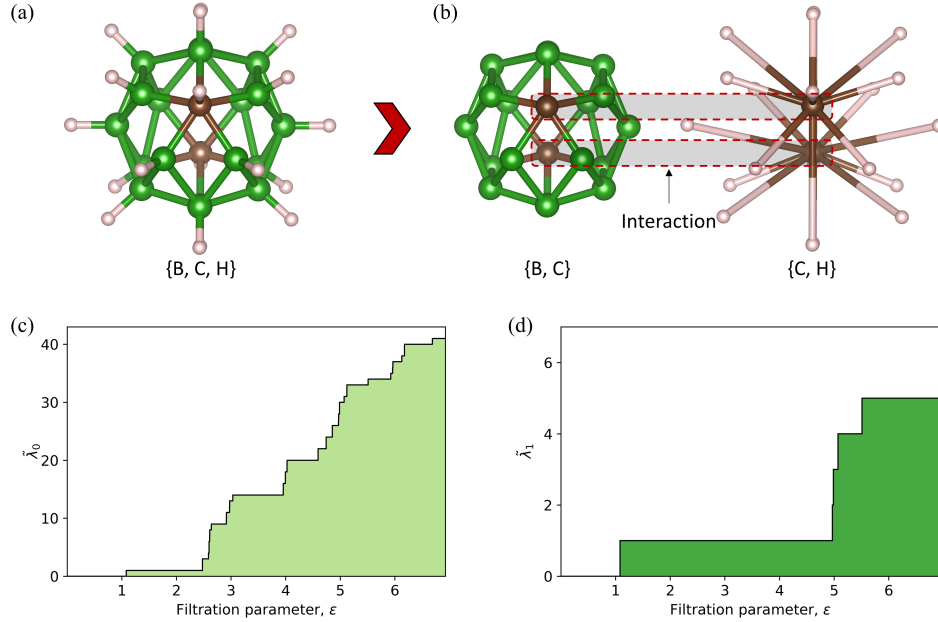 (a)
(b)
Interaction
{B, C, H}
{B, C}
{C, H}
(c)
40
30
20
10
0
λ̃₀
1 2 3 4 5 6
Filtration parameter, ε
(d)
6
4
2
0
λ̃₁
1 2 3 4 5 6
Filtration parameter, ε